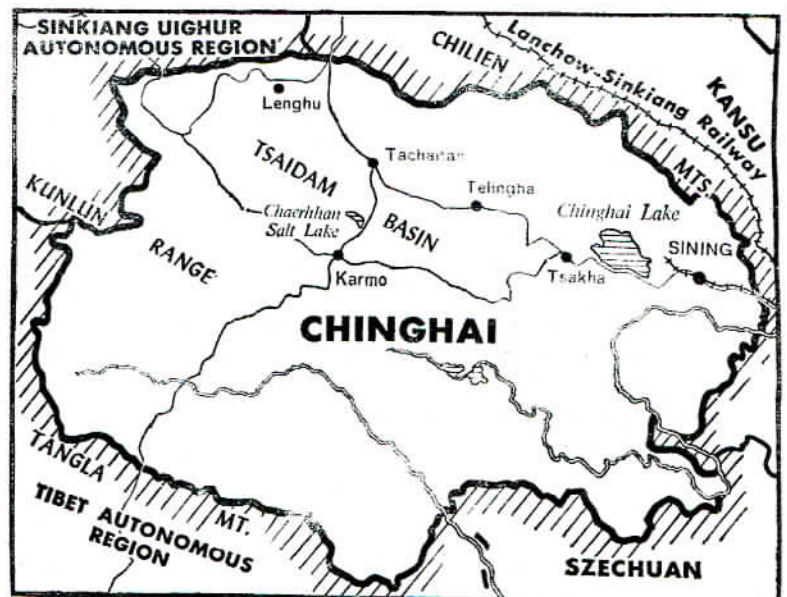 SINKIANG UIGHUR
AUTONOMOUS REGION
CHILIEN
MTS.
Lanchow-Sinkiang Railway
KANSU
Lenghu
TSAIDAM
BASIN
Tachaitan
Telingha
Chinghai Lake
KUNLUN
RANGE
Chaerhhan
Salt Lake
Karmo
Tsakha
SINING
CHINGHAI
TANGLA
MT.
TIBET AUTONOMOUS
REGION
SZECHUAN